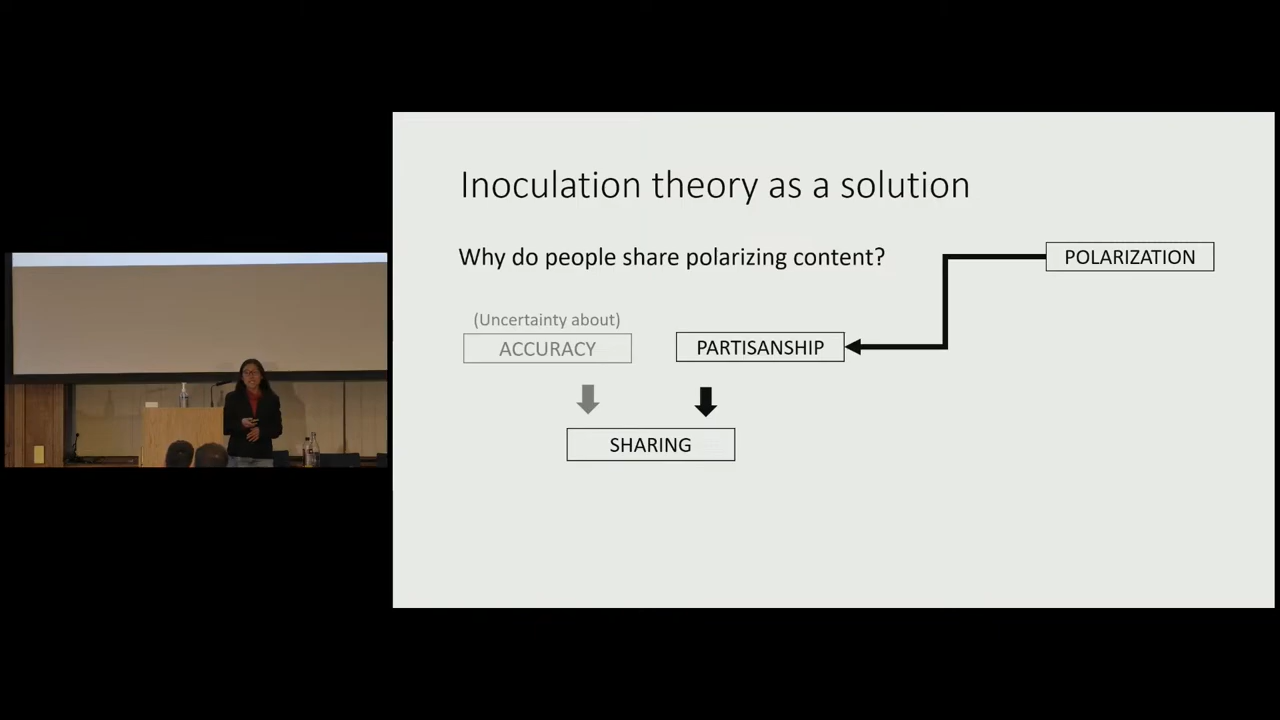 Inoculation theory as a solution
Why do people share polarizing content?
POLARIZATION
(Uncertainty about)
ACCURACY
PARTISANSHIP
SHARING